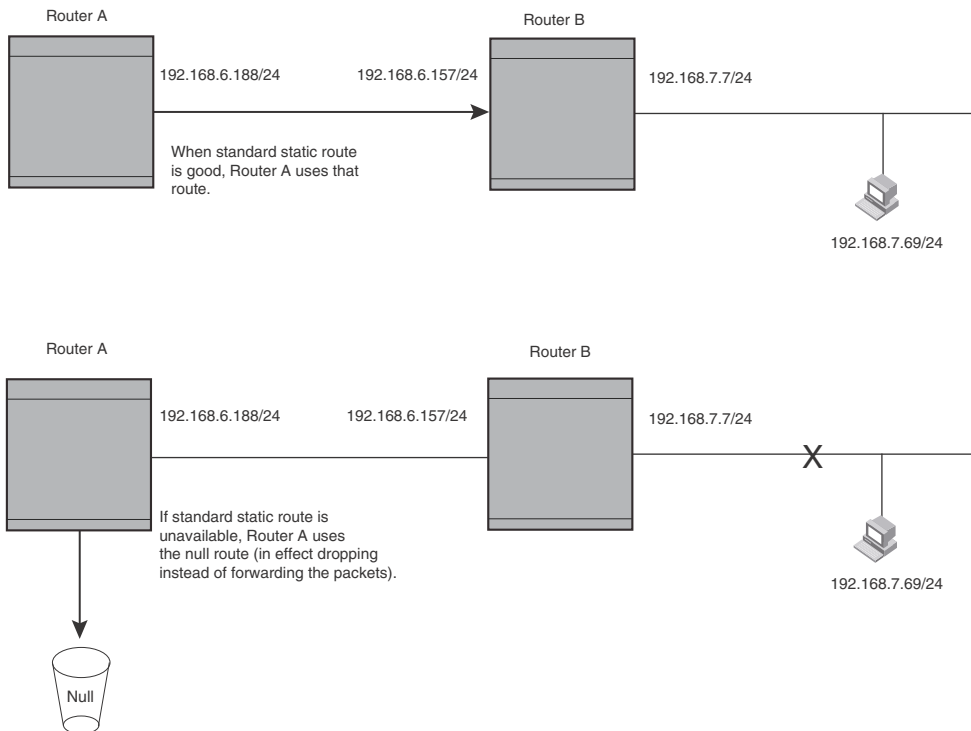 Router A
Router B
192.168.6.188/24
192.168.6.157/24
192.168.7.7/24
When standard static route
is good, Router A uses that
route.
192.168.7.69/24
Router A
Router B
192.168.6.188/24
192.168.6.157/24
192.168.7.7/24
X
If standard static route is
unavailable, Router A uses
the null route (in effect dropping
instead of forwarding the packets).
192.168.7.69/24
Null